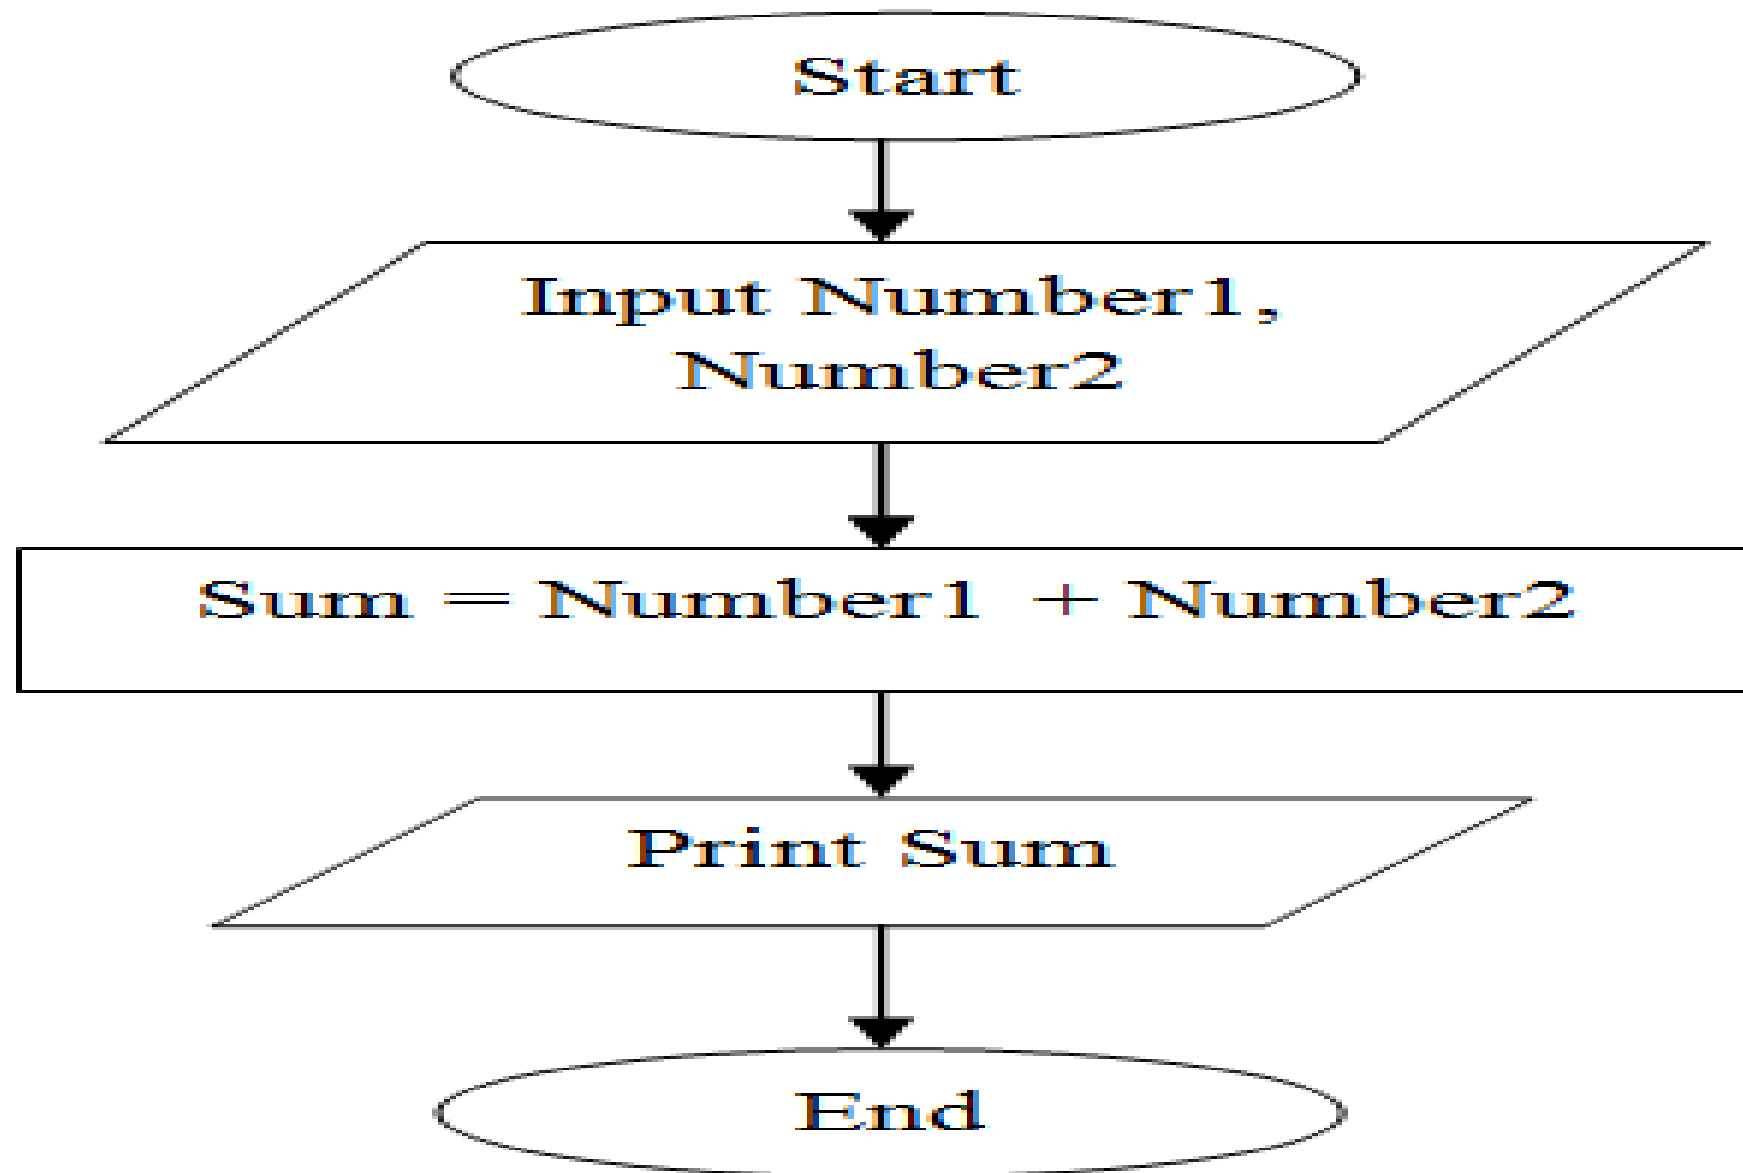 Start
Input Number1,
Number2
Sum = Number1 + Number2
Print Sum
End